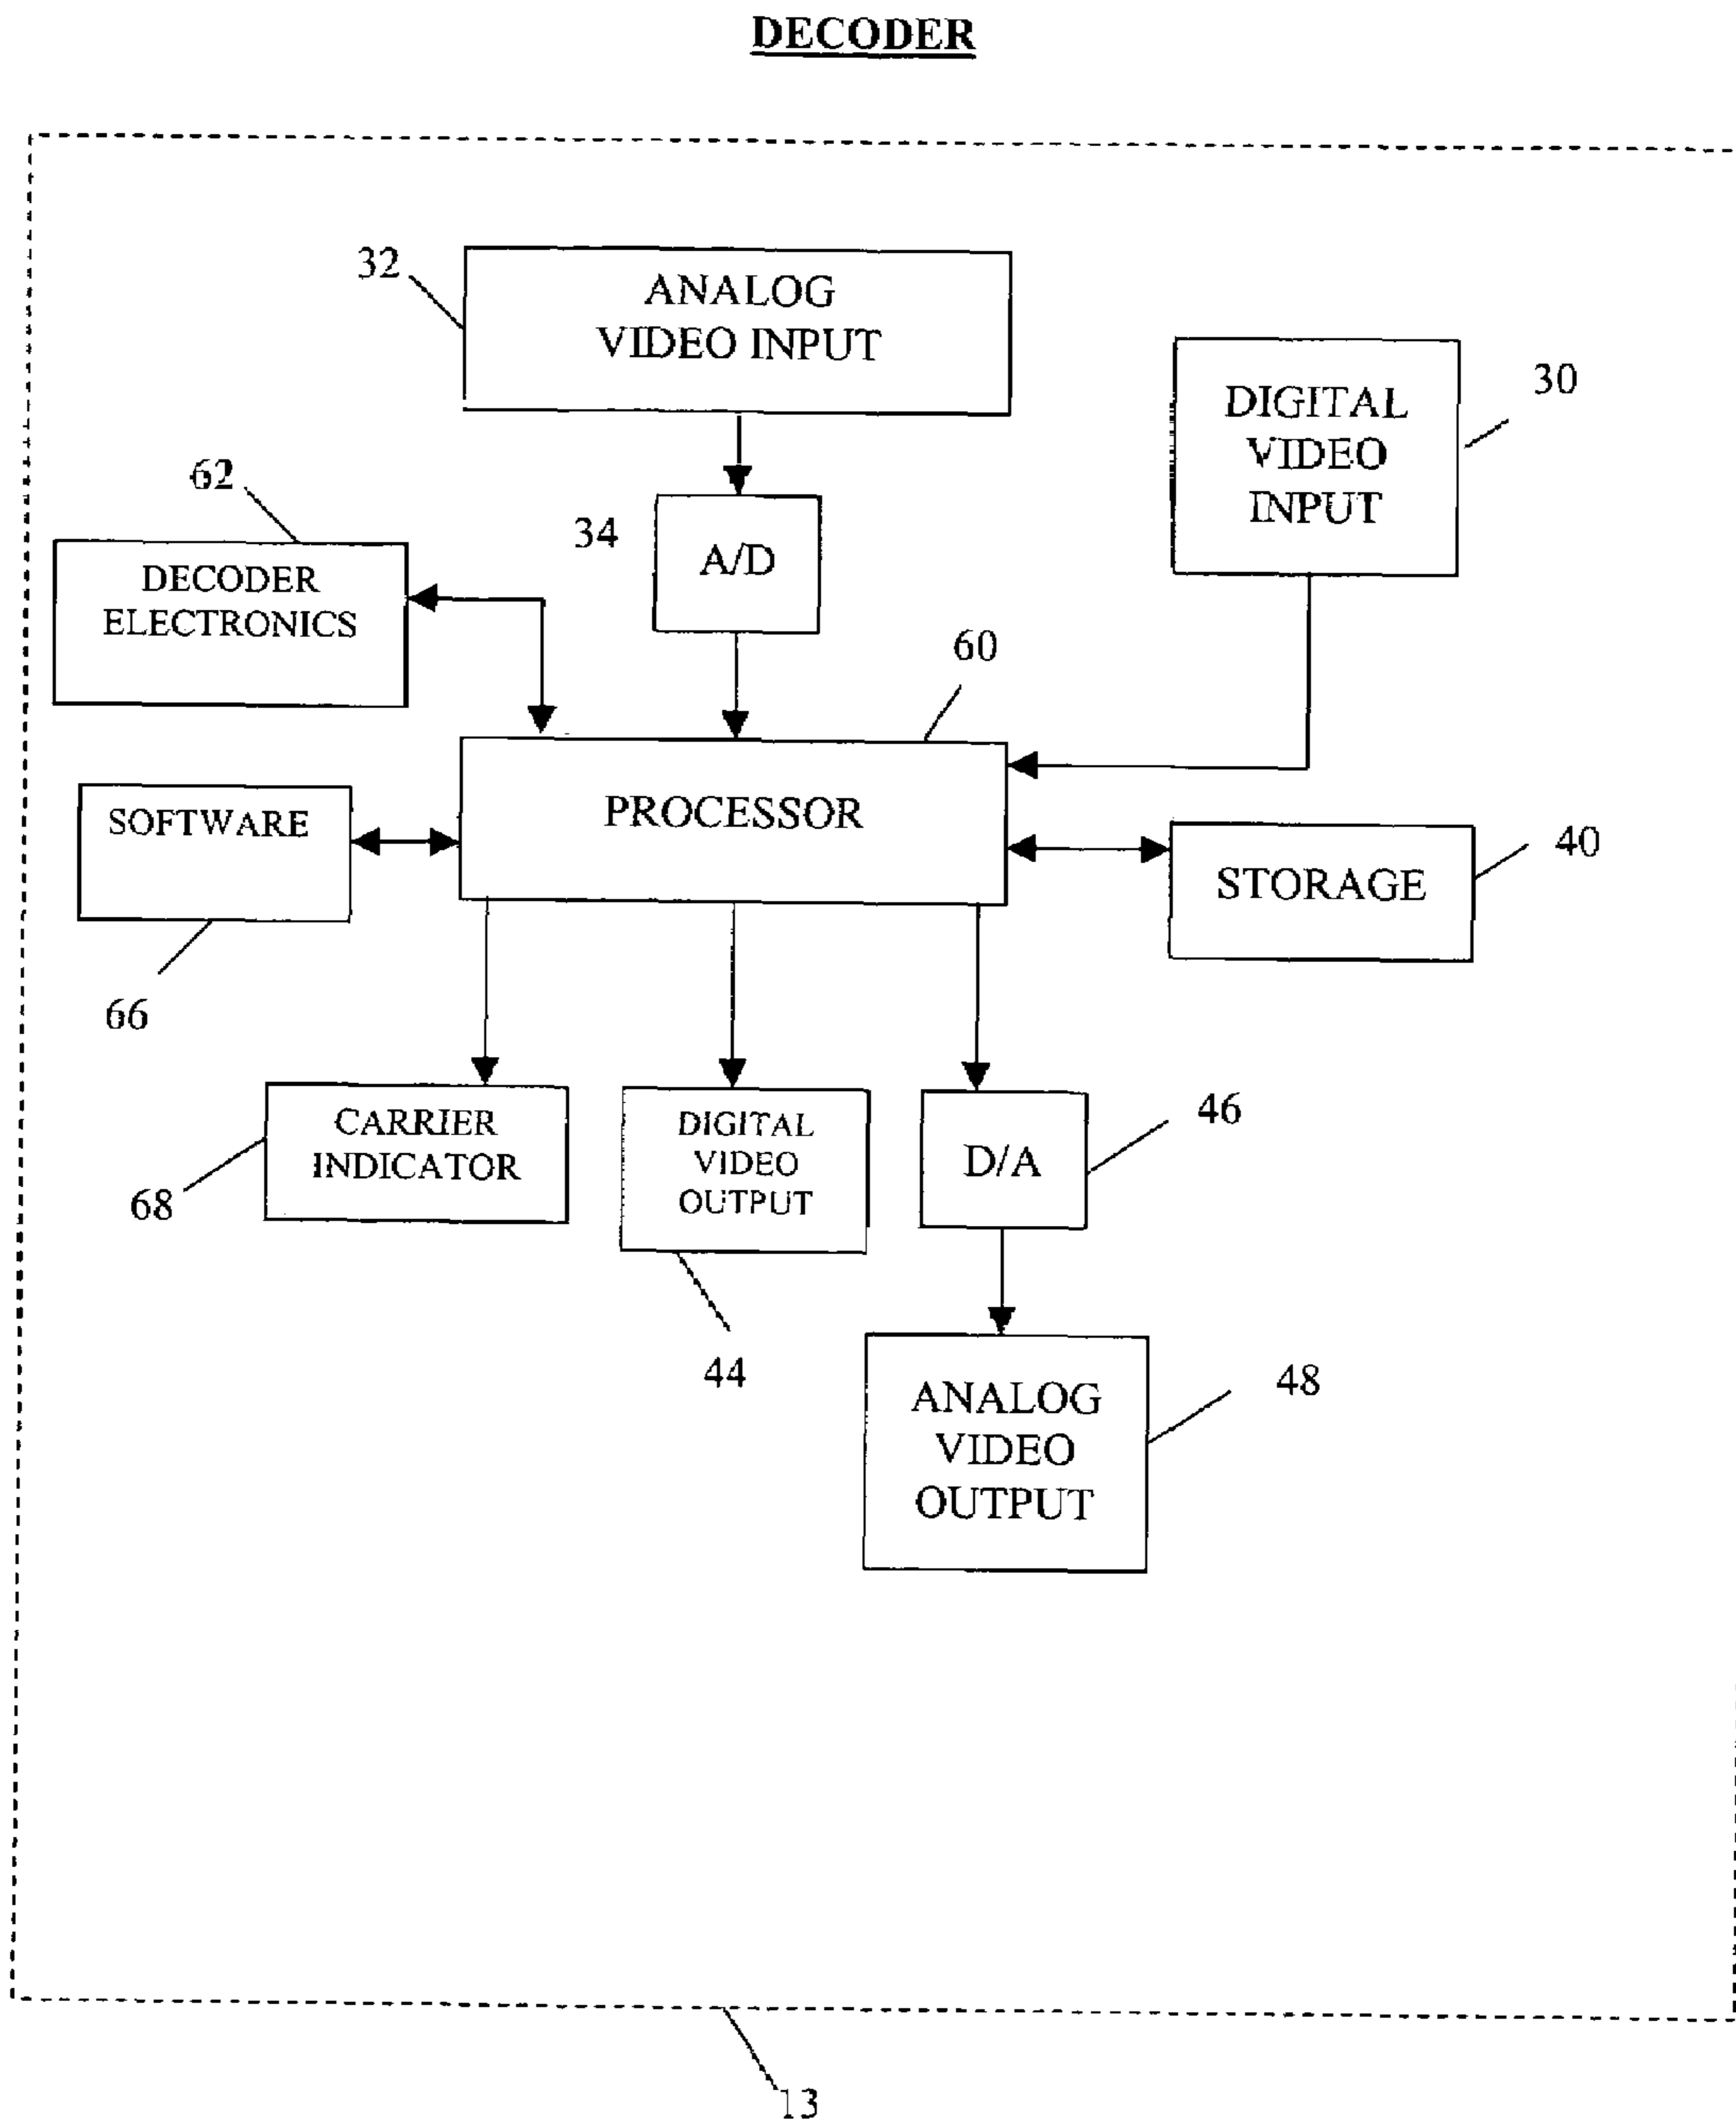 DECODER
32
ANALOG
VIDEO INPUT
30
DIGITAL
VIDEO
INPUT
62
DECODER
ELECTRONICS
34
A/D
60
PROCESSOR
SOFTWARE
66
40
STORAGE
CARRIER
INDICATOR
68
DIGITAL
VIDEO
OUTPUT
44
D/A
46
ANALOG
VIDEO
OUTPUT
48
13